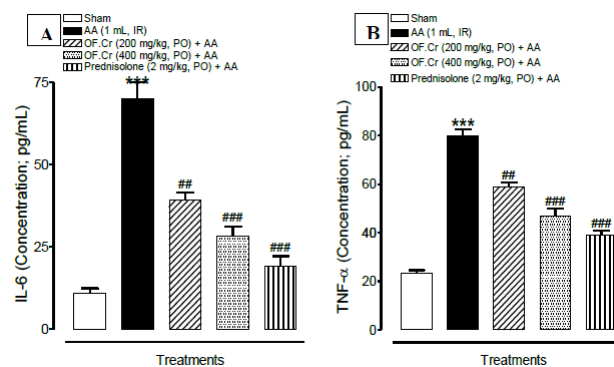 A
Sham
AA (1 mL, IR)
OF.Cr (200 mg/kg, PO) + AA
OF.Cr (400 mg/kg, PO) + AA
Prednisolone (2 mg/kg, PO) + AA
IL-6 (Concentration; pg/mL)
75
50
25
0
***
##
###
###
Treatments
B
Sham
AA (1 mL, IR)
OF.Cr (200 mg/kg, PO) + AA
OF.Cr (400 mg/kg, PO) + AA
Prednisolone (2 mg/kg, PO) + AA
TNF-α (Concentration; pg/mL)
100
80
60
40
20
0
***
##
###
###
Treatments